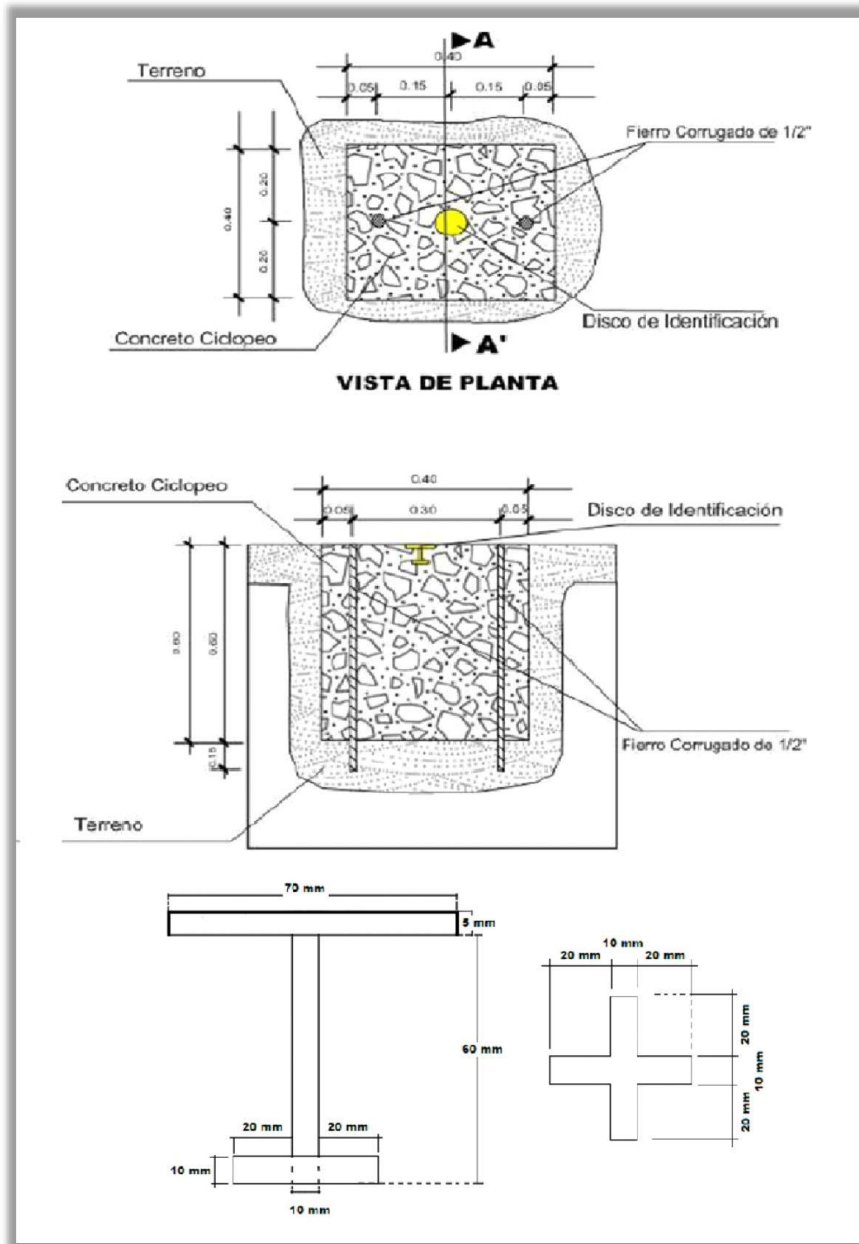 A
0.40
Terreno
0.05 0.15 0.15 0.05
Fierro Corrugado de 1/2"
0.40
0.20
0.20
Concreto Ciclopeo
Disco de Identificación
A'
VISTA DE PLANTA
Concreto Ciclopeo
0.40
Disco de Identificación
0.05 0.30 0.05
0.60
0.60
0.15
Fierro Corrugado de 1/2"
Terreno
70 mm
5 mm
60 mm
20 mm 20 mm
10 mm
10 mm
10 mm
20 mm 20 mm
20 mm
10 mm
20 mm